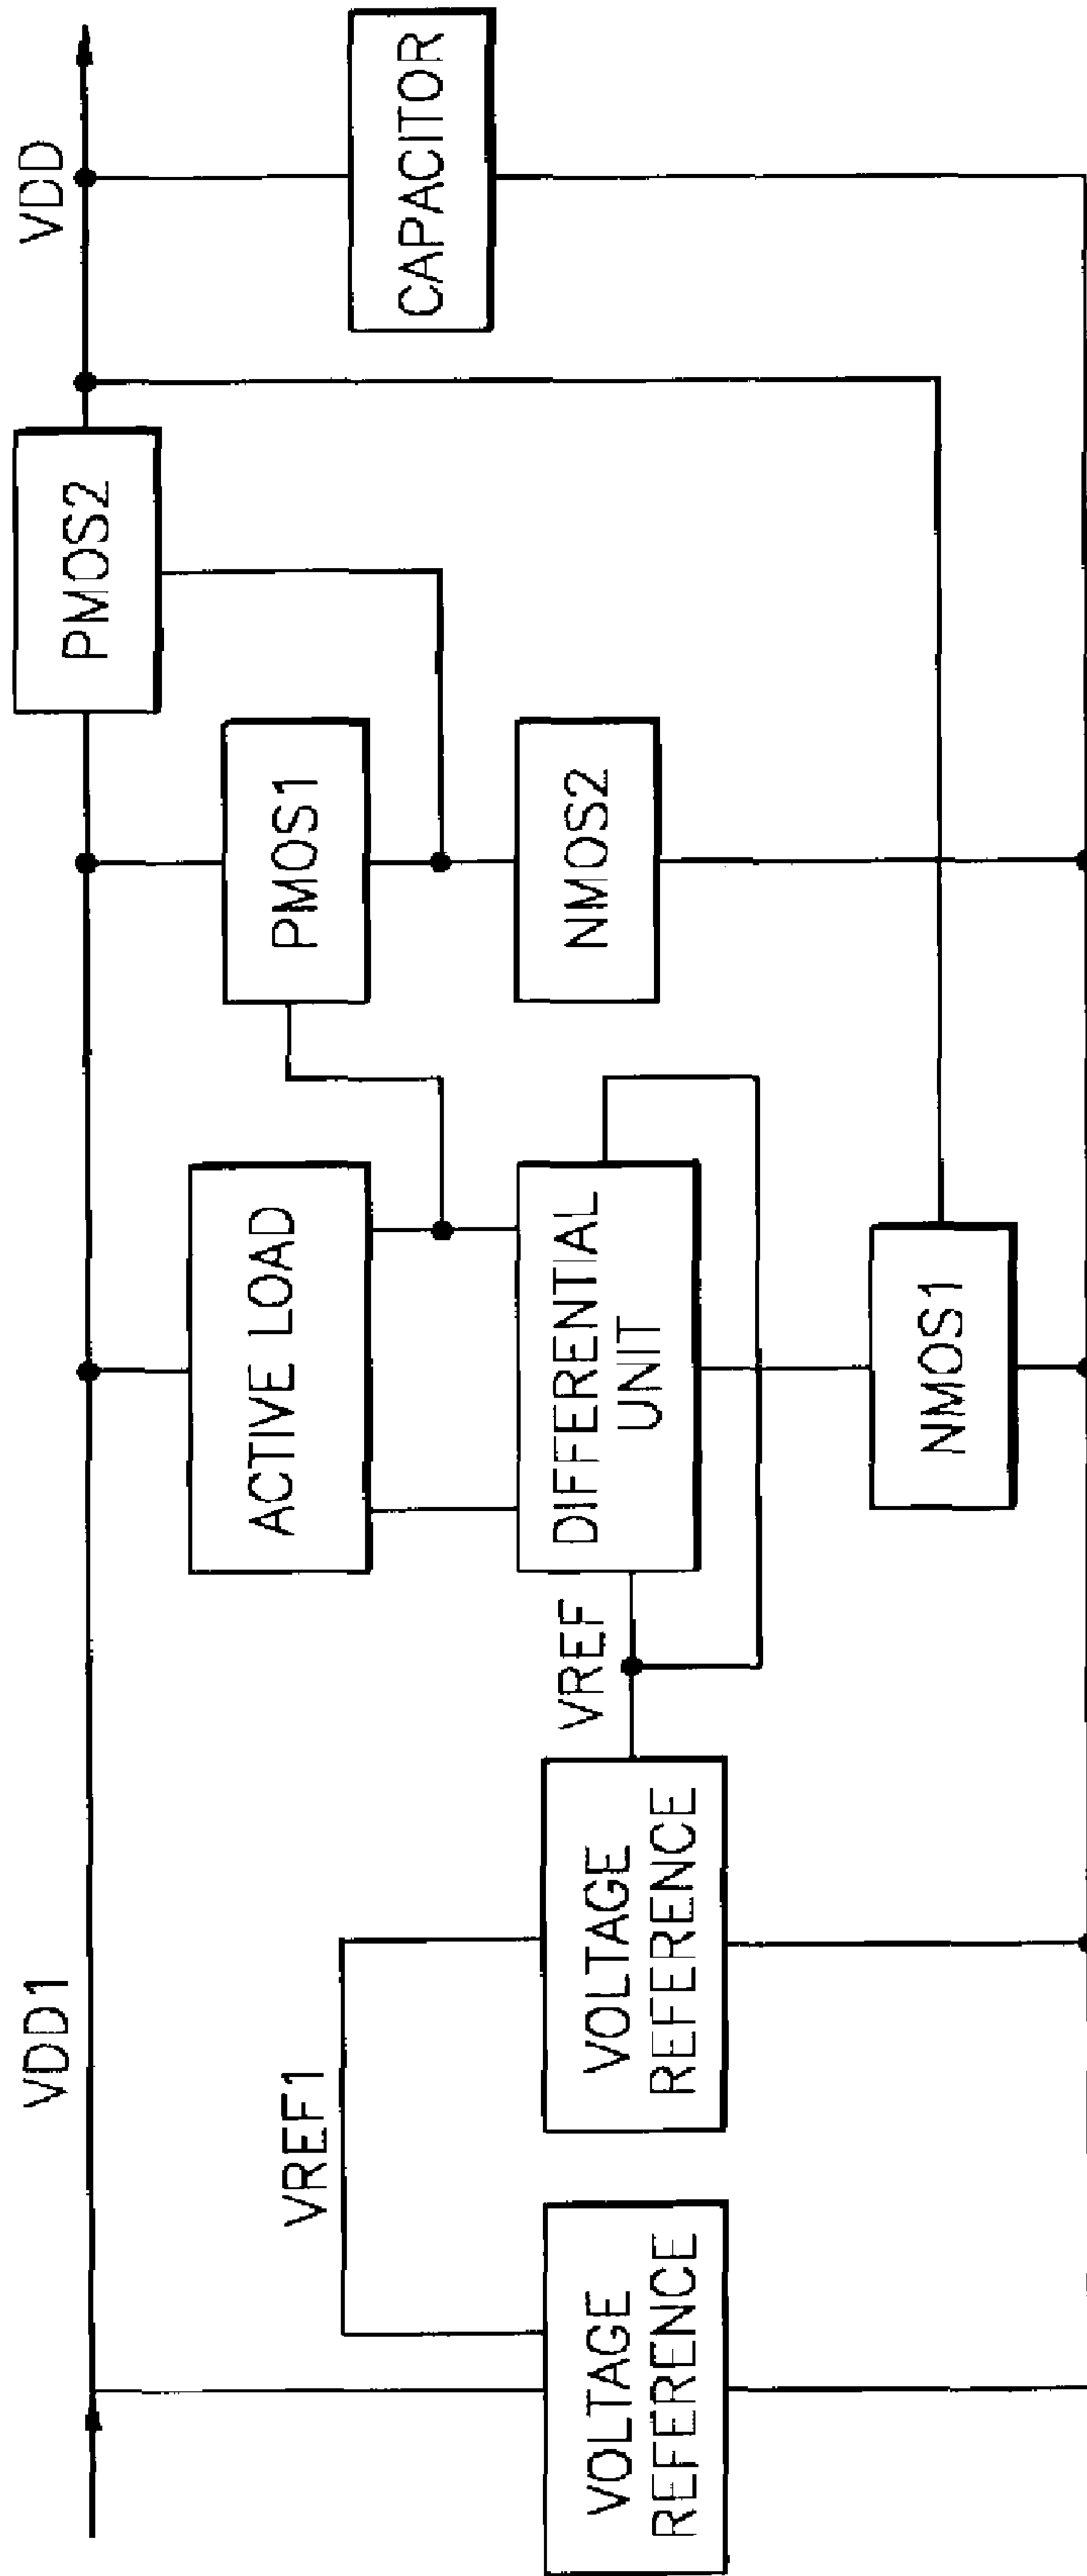 VDD1
VDD
PMOS2
VREF1
ACTIVE LOAD
PMOS1
CAPACITOR
VREF
VOLTAGE
REFERENCE
VOLTAGE
REFERENCE
DIFFERENTIAL
UNIT
NMOS2
NMOS1